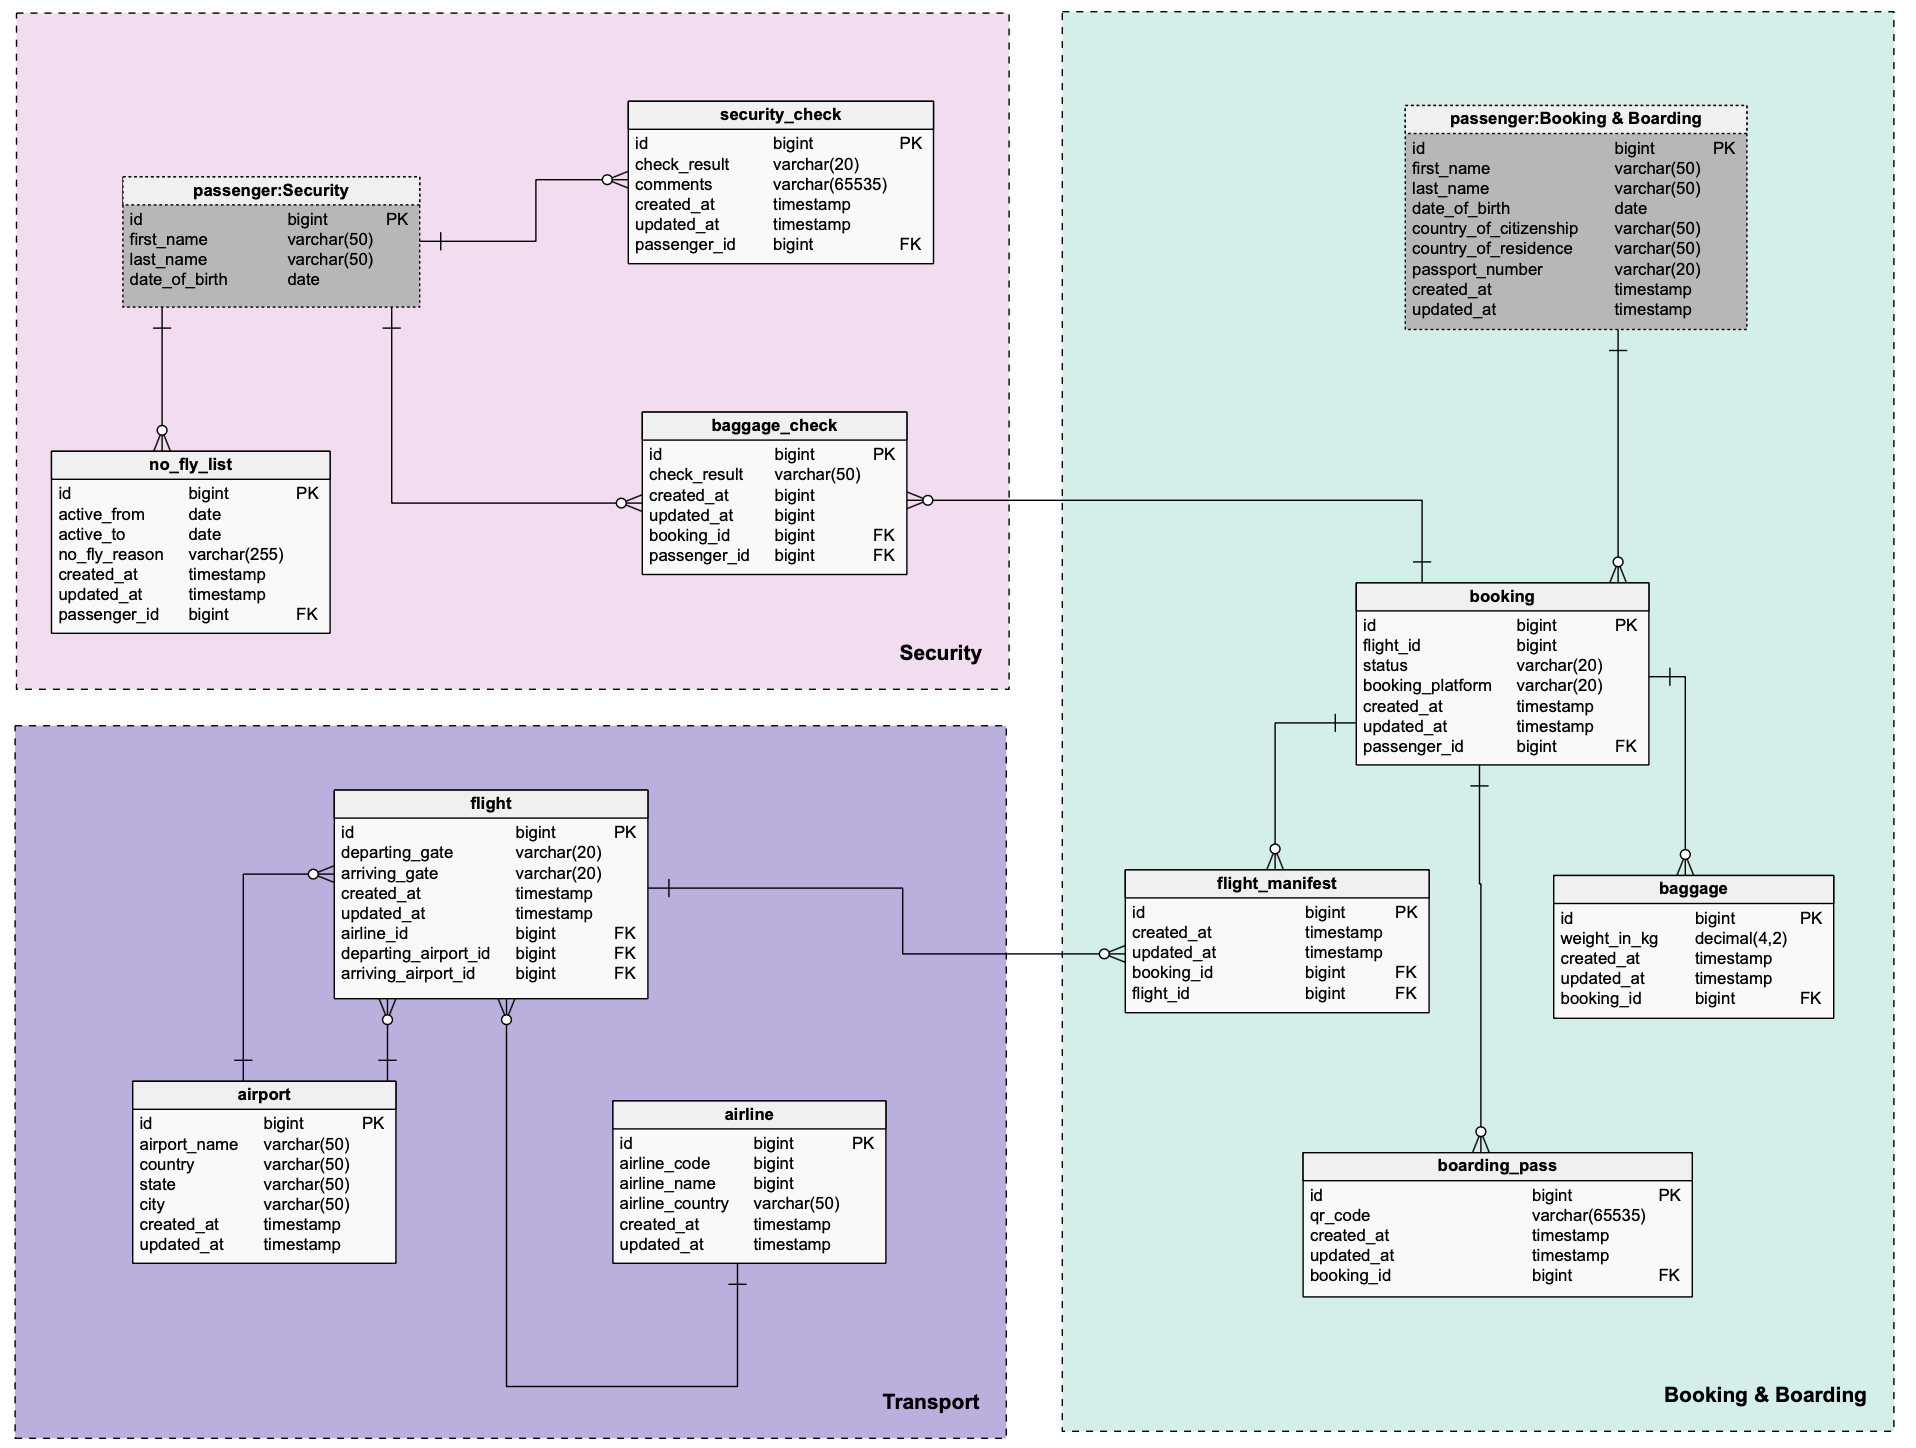 security_check
id bigint PK
check_result varchar(20)
comments varchar(65535)
created_at timestamp
updated_at timestamp
passenger_id bigint FK
passenger:Security
id bigint PK
first_name varchar(50)
last_name varchar(50)
date_of_birth date
baggage_check
id bigint PK
check_result varchar(50)
created_at bigint
updated_at bigint
booking_id bigint FK
passenger_id bigint FK
no_fly_list
id bigint PK
active_from date
active_to date
no_fly_reason varchar(255)
created_at timestamp
updated_at timestamp
passenger_id bigint FK
Security
passenger:Booking & Boarding
id bigint PK
first_name varchar(50)
last_name varchar(50)
date_of_birth date
country_of_citizenship varchar(50)
country_of_residence varchar(50)
passport_number varchar(20)
created_at timestamp
updated_at timestamp
booking
id bigint PK
flight_id bigint
status varchar(20)
booking_platform varchar(20)
created_at timestamp
updated_at timestamp
passenger_id bigint FK
flight_manifest
id bigint PK
created_at timestamp
updated_at timestamp
booking_id bigint FK
flight_id bigint FK
baggage
id bigint PK
weight_in_kg decimal(4,2)
created_at timestamp
updated_at timestamp
booking_id bigint FK
boarding_pass
id bigint PK
qr_code varchar(65535)
created_at timestamp
updated_at timestamp
booking_id bigint FK
Booking & Boarding
flight
id bigint PK
departing_gate varchar(20)
arriving_gate varchar(20)
created_at timestamp
updated_at timestamp
airline_id bigint FK
departing_airport_id bigint FK
arriving_airport_id bigint FK
airport
id bigint PK
airport_name varchar(50)
country varchar(50)
state varchar(50)
city varchar(50)
created_at timestamp
updated_at timestamp
airline
id bigint PK
airline_code bigint
airline_name bigint
airline_country varchar(50)
created_at timestamp
updated_at timestamp
Transport